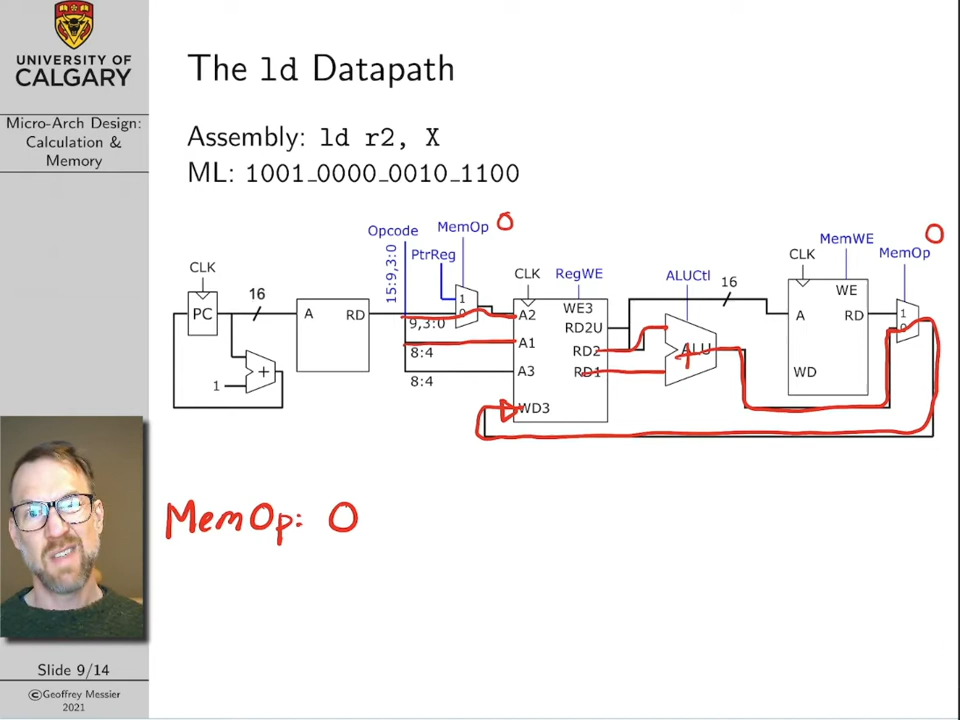 UNIVERSITY OF
CALGARY
Micro-Arch Design:
Calculation &
Memory
The ld Datapath
Assembly: ld r2, X
ML: 1001_0000_0010_1100
Opcode
MemOp
0
PtrReg
15:9,3:0
CLK
PC
16
A
RD
1
+
9,3:0
8:4
8:4
1
0
CLK
RegWE
WE3
A2
RD2U
A1
RD2
A3
RD1
WD3
ALUCtl
ALU
+
16
CLK
MemWE
MemOp
0
WE
A
RD
WD
1
0
MemOp: 0
Slide 9/14
©Geoffrey Messier
2021